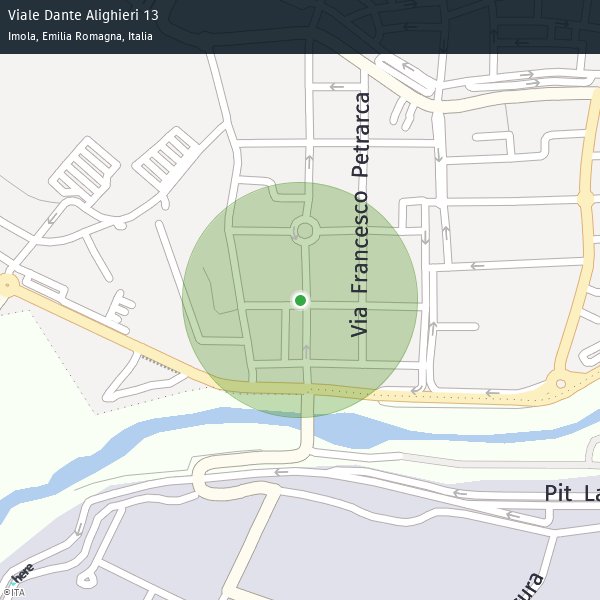 Viale Dante Alighieri 13
Imola, Emilia Romagna, Italia
Via Francesco Petrarca
Pit La
ura
here
©ITA